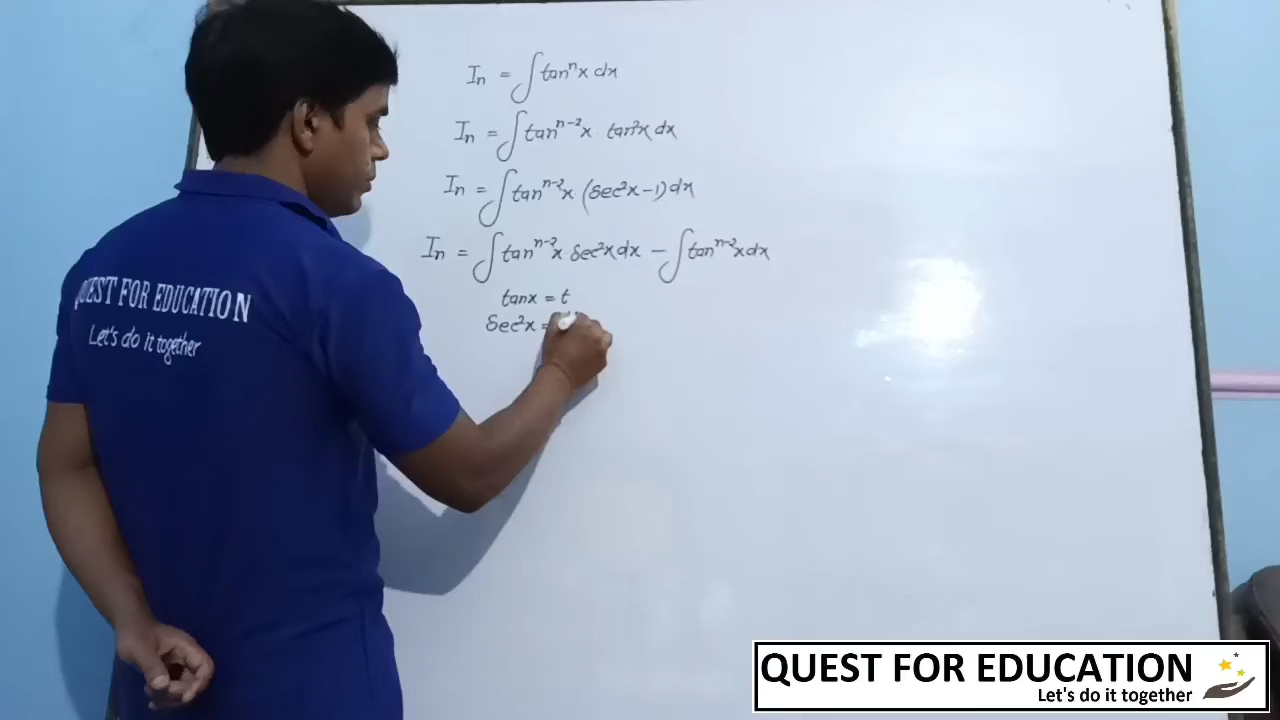 Iₙ = ∫ tanⁿx dx
Iₙ = ∫ tanⁿ⁻²x · tan²x dx
Iₙ = ∫ tanⁿ⁻²x (sec²x − 1) dx
Iₙ = ∫ tanⁿ⁻²x sec²x dx − ∫ tanⁿ⁻²x dx
tanx = t
sec²x =
QUEST FOR EDUCATION
Let's do it together
QUEST FOR EDUCATION
Let's do it together